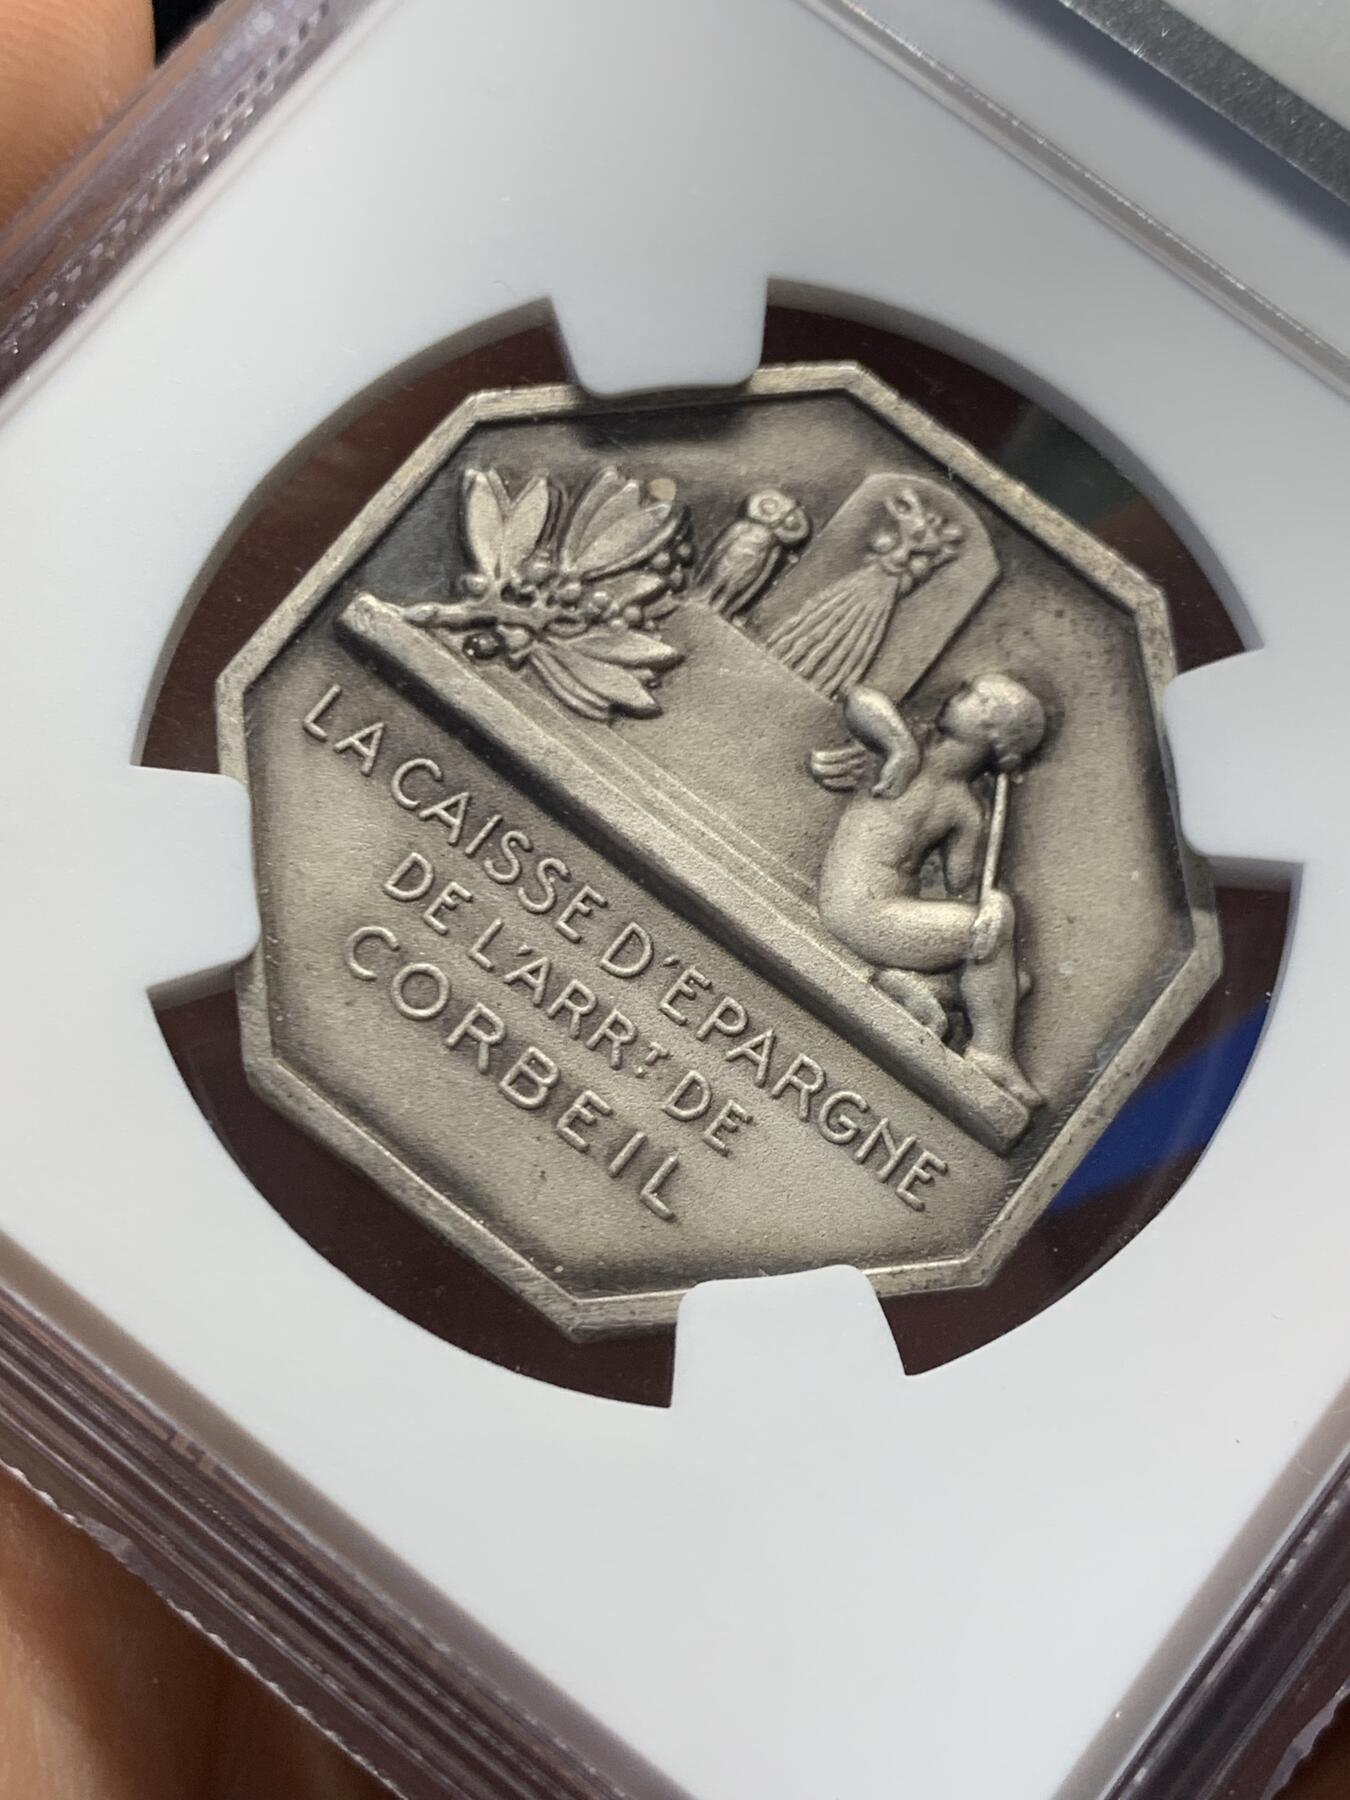 LA CAISSE D'EPARGNE
DE L'ARRT. DE
CORBEIL